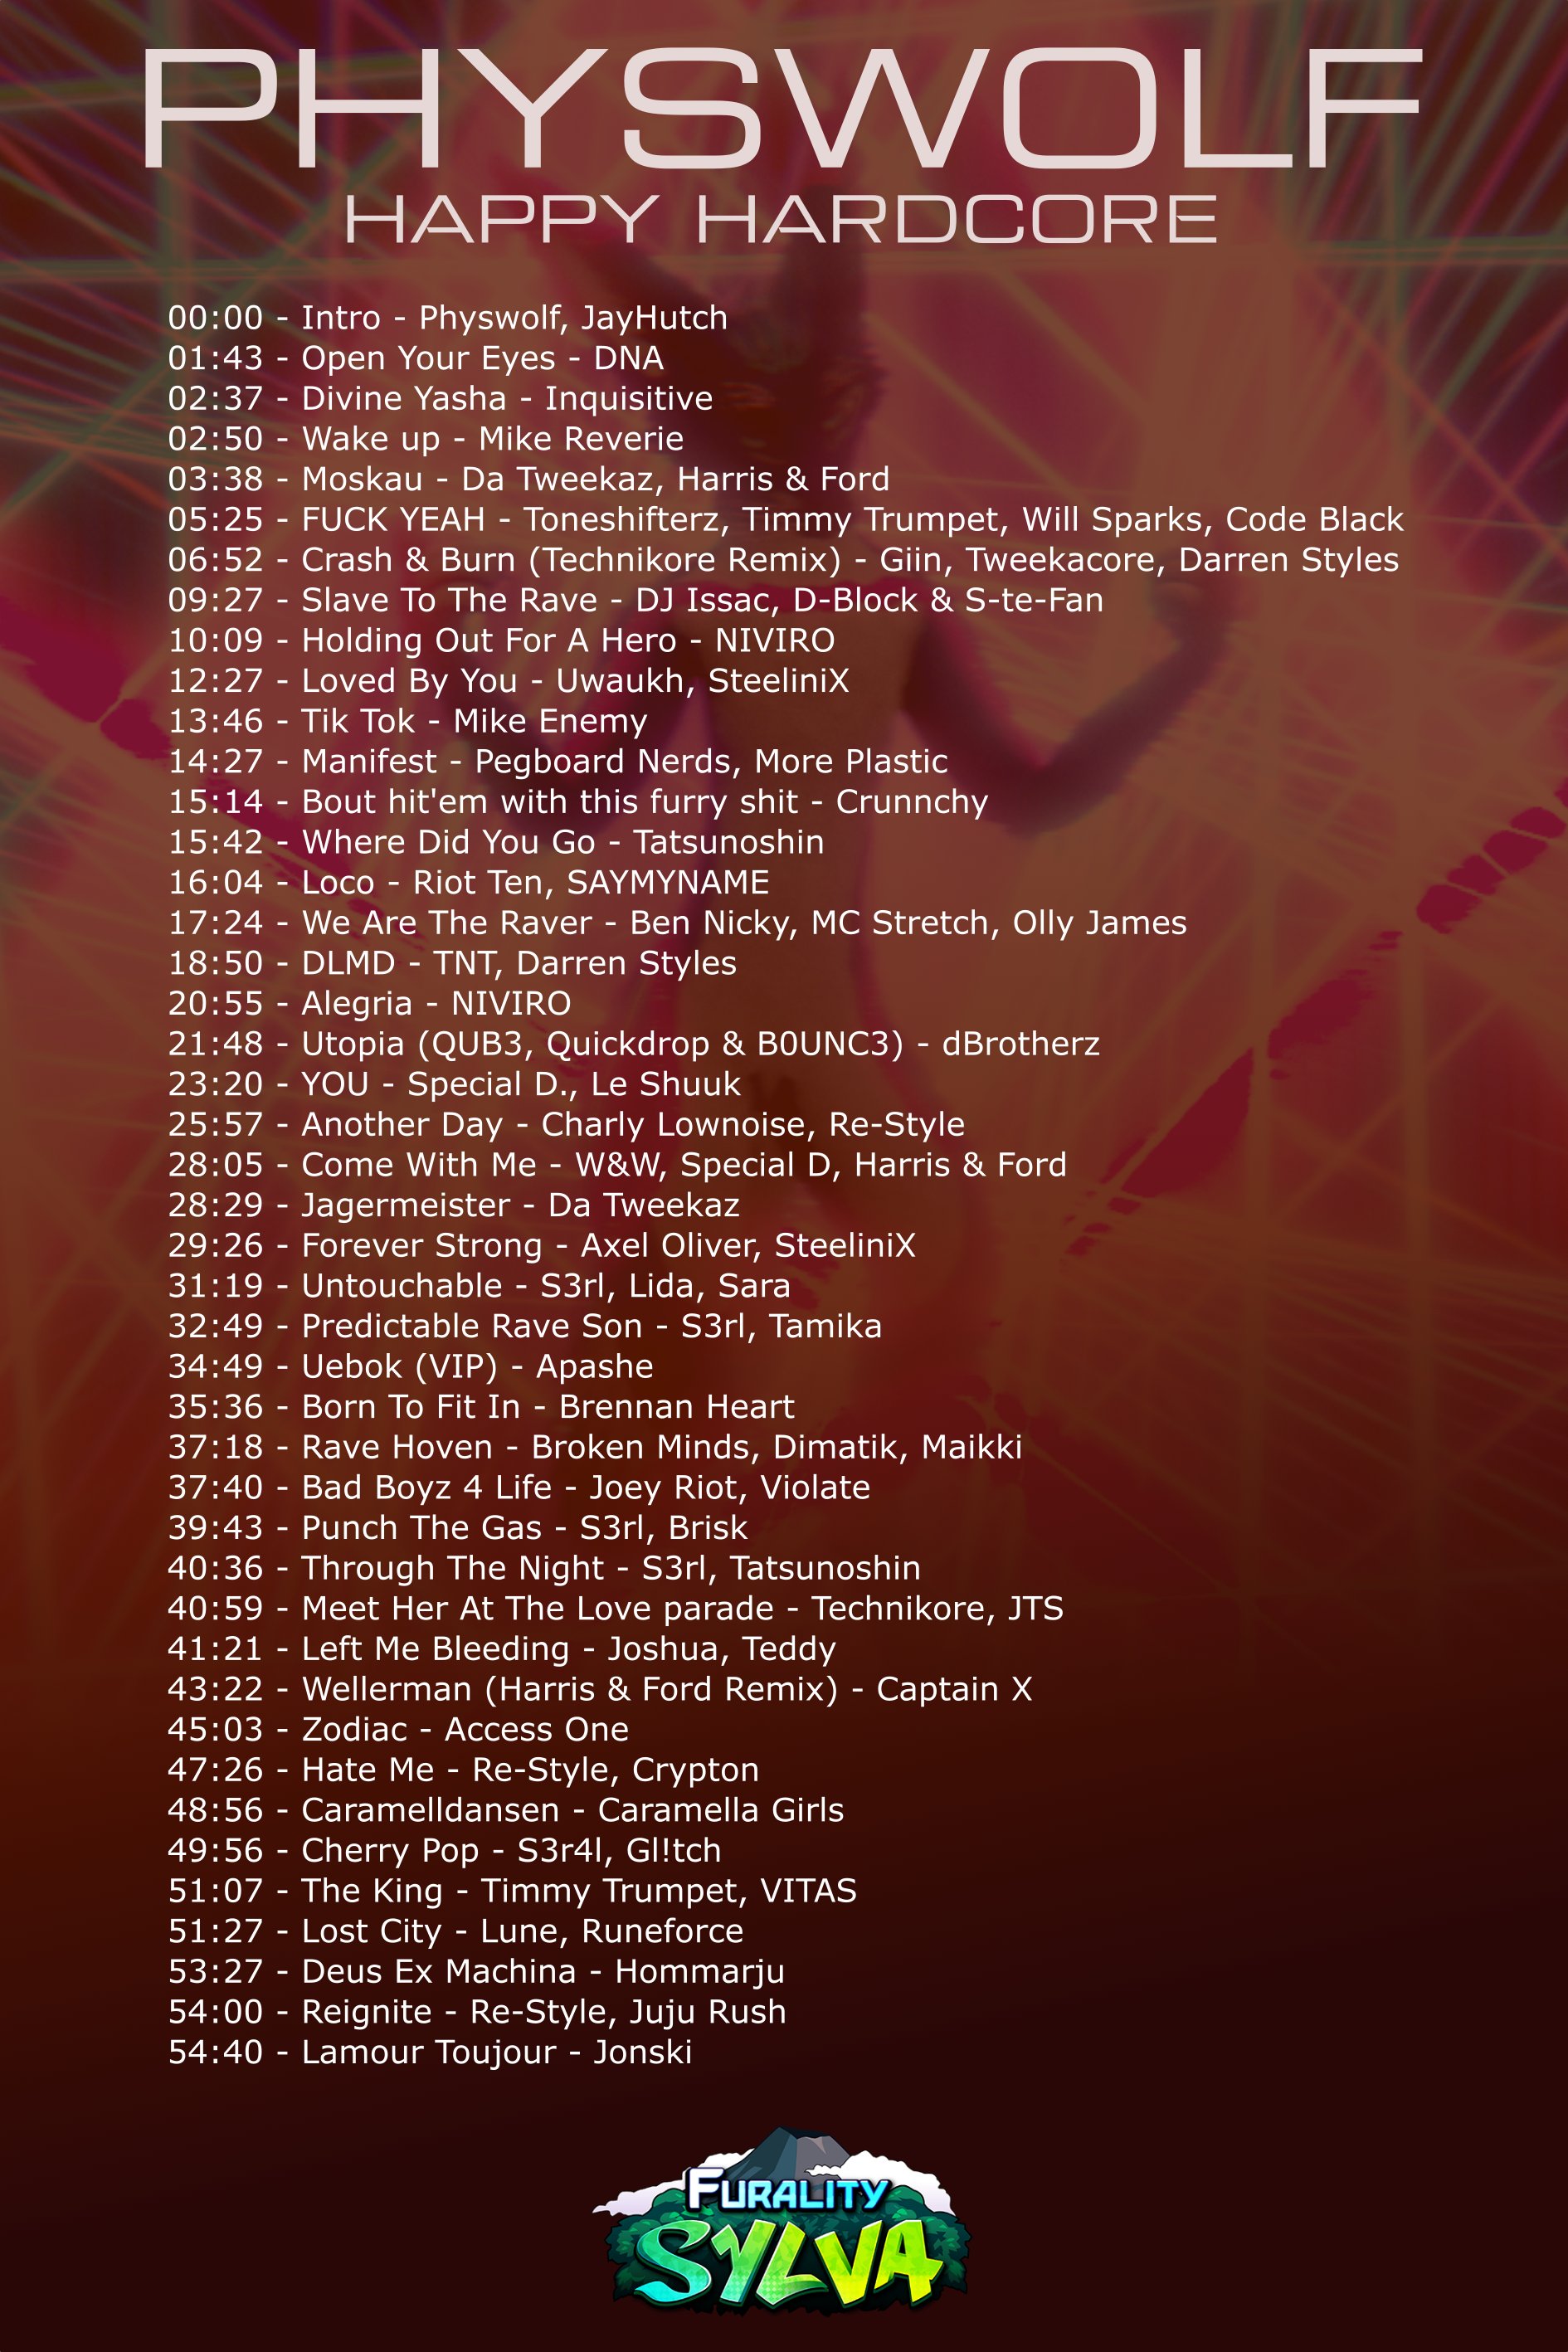 PHYSWOLF
HAPPY HARDCORE
00:00 - Intro - Physwolf, JayHutch
01:43 - Open Your Eyes - DNA
02:37 - Divine Yasha - Inquisitive
02:50 - Wake up - Mike Reverie
03:38 - Moskau - Da Tweekaz, Harris & Ford
05:25 - FUCK YEAH - Toneshifterz, Timmy Trumpet, Will Sparks, Code Black
06:52 - Crash & Burn (Technikore Remix) - Giin, Tweekacore, Darren Styles
09:27 - Slave To The Rave - DJ Issac, D-Block & S-te-Fan
10:09 - Holding Out For A Hero - NIVIRO
12:27 - Loved By You - Uwaukh, SteeliniX
13:46 - Tik Tok - Mike Enemy
14:27 - Manifest - Pegboard Nerds, More Plastic
15:14 - Bout hit'em with this furry shit - Crunnchy
15:42 - Where Did You Go - Tatsunoshin
16:04 - Loco - Riot Ten, SAYMYNAME
17:24 - We Are The Raver - Ben Nicky, MC Stretch, Olly James
18:50 - DLMD - TNT, Darren Styles
20:55 - Alegria - NIVIRO
21:48 - Utopia (QUB3, Quickdrop & B0UNC3) - dBrotherz
23:20 - YOU - Special D., Le Shuuk
25:57 - Another Day - Charly Lownoise, Re-Style
28:05 - Come With Me - W&W, Special D, Harris & Ford
28:29 - Jagermeister - Da Tweekaz
29:26 - Forever Strong - Axel Oliver, SteeliniX
31:19 - Untouchable - S3rl, Lida, Sara
32:49 - Predictable Rave Son - S3rl, Tamika
34:49 - Uebok (VIP) - Apashe
35:36 - Born To Fit In - Brennan Heart
37:18 - Rave Hoven - Broken Minds, Dimatik, Maikki
37:40 - Bad Boyz 4 Life - Joey Riot, Violate
39:43 - Punch The Gas - S3rl, Brisk
40:36 - Through The Night - S3rl, Tatsunoshin
40:59 - Meet Her At The Love parade - Technikore, JTS
41:21 - Left Me Bleeding - Joshua, Teddy
43:22 - Wellerman (Harris & Ford Remix) - Captain X
45:03 - Zodiac - Access One
47:26 - Hate Me - Re-Style, Crypton
48:56 - Caramelldansen - Caramella Girls
49:56 - Cherry Pop - S3r4l, Gl!tch
51:07 - The King - Timmy Trumpet, VITAS
51:27 - Lost City - Lune, Runeforce
53:27 - Deus Ex Machina - Hommarju
54:00 - Reignite - Re-Style, Juju Rush
54:40 - Lamour Toujour - Jonski
FURALITY
SYLVA